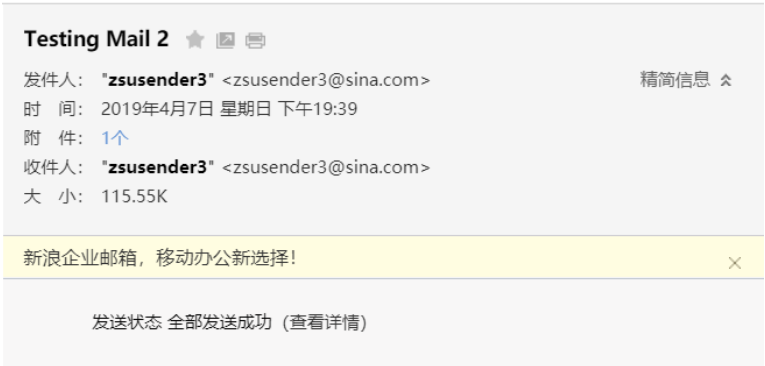 Testing Mail 2
发件人： "zsusender3" <zsusender3@sina.com> 精简信息
时 间： 2019年4月7日 星期日 下午19:39
附 件： 1个
收件人： "zsusender3" <zsusender3@sina.com>
大 小： 115.55K
新浪企业邮箱，移动办公新选择！
发送状态 全部发送成功（查看详情）